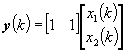 y(k) = [1 1] [x₁(k)
x₂(k)]